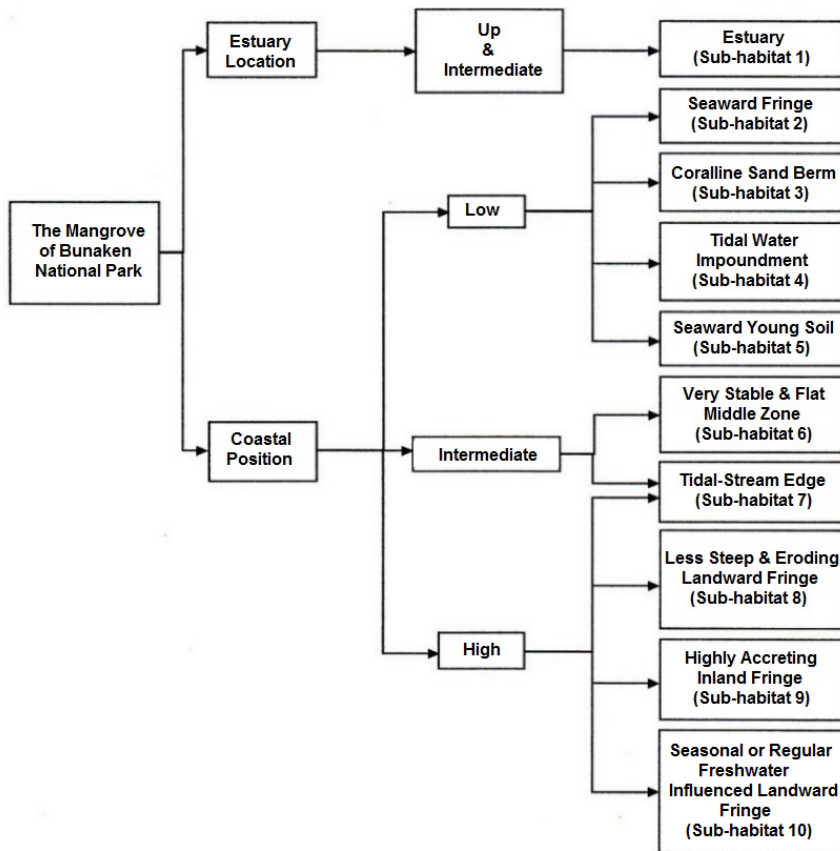 The Mangrove
of Bunaken
National Park
Estuary
Location
Up
&
Intermediate
Estuary
(Sub-habitat 1)
Coastal
Position
Low
Seaward Fringe
(Sub-habitat 2)
Coralline Sand Berm
(Sub-habitat 3)
Tidal Water
Impoundment
(Sub-habitat 4)
Seaward Young Soil
(Sub-habitat 5)
Intermediate
Very Stable & Flat
Middle Zone
(Sub-habitat 6)
Tidal-Stream Edge
(Sub-habitat 7)
High
Less Steep & Eroding
Landward Fringe
(Sub-habitat 8)
Highly Accreting
Inland Fringe
(Sub-habitat 9)
Seasonal or Regular
Freshwater
Influenced Landward
Fringe
(Sub-habitat 10)